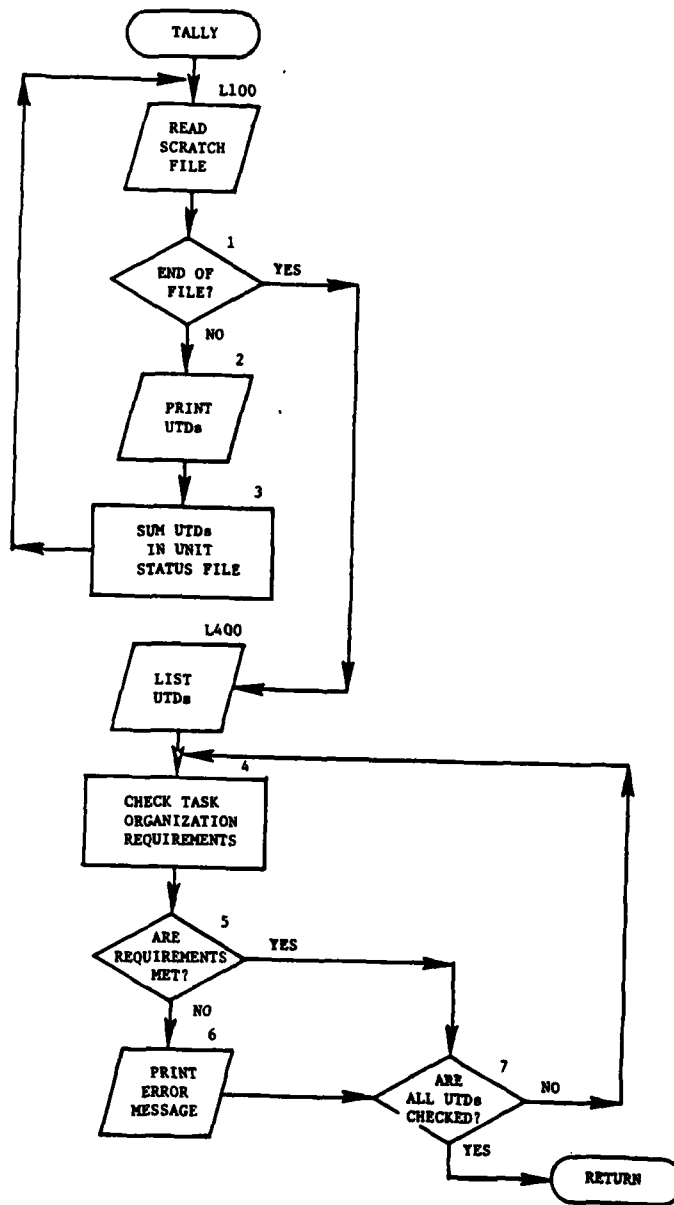 TALLY
L100
READ
SCRATCH
FILE
1
END OF
FILE?
YES
NO
2
PRINT
UTDs
3
SUM UTDs
IN UNIT
STATUS FILE
L400
LIST
UTDs
4
CHECK TASK
ORGANIZATION
REQUIREMENTS
5
ARE
REQUIREMENTS
MET?
YES
NO
6
PRINT
ERROR
MESSAGE
7
ARE
ALL UTDs
CHECKED?
NO
YES
RETURN